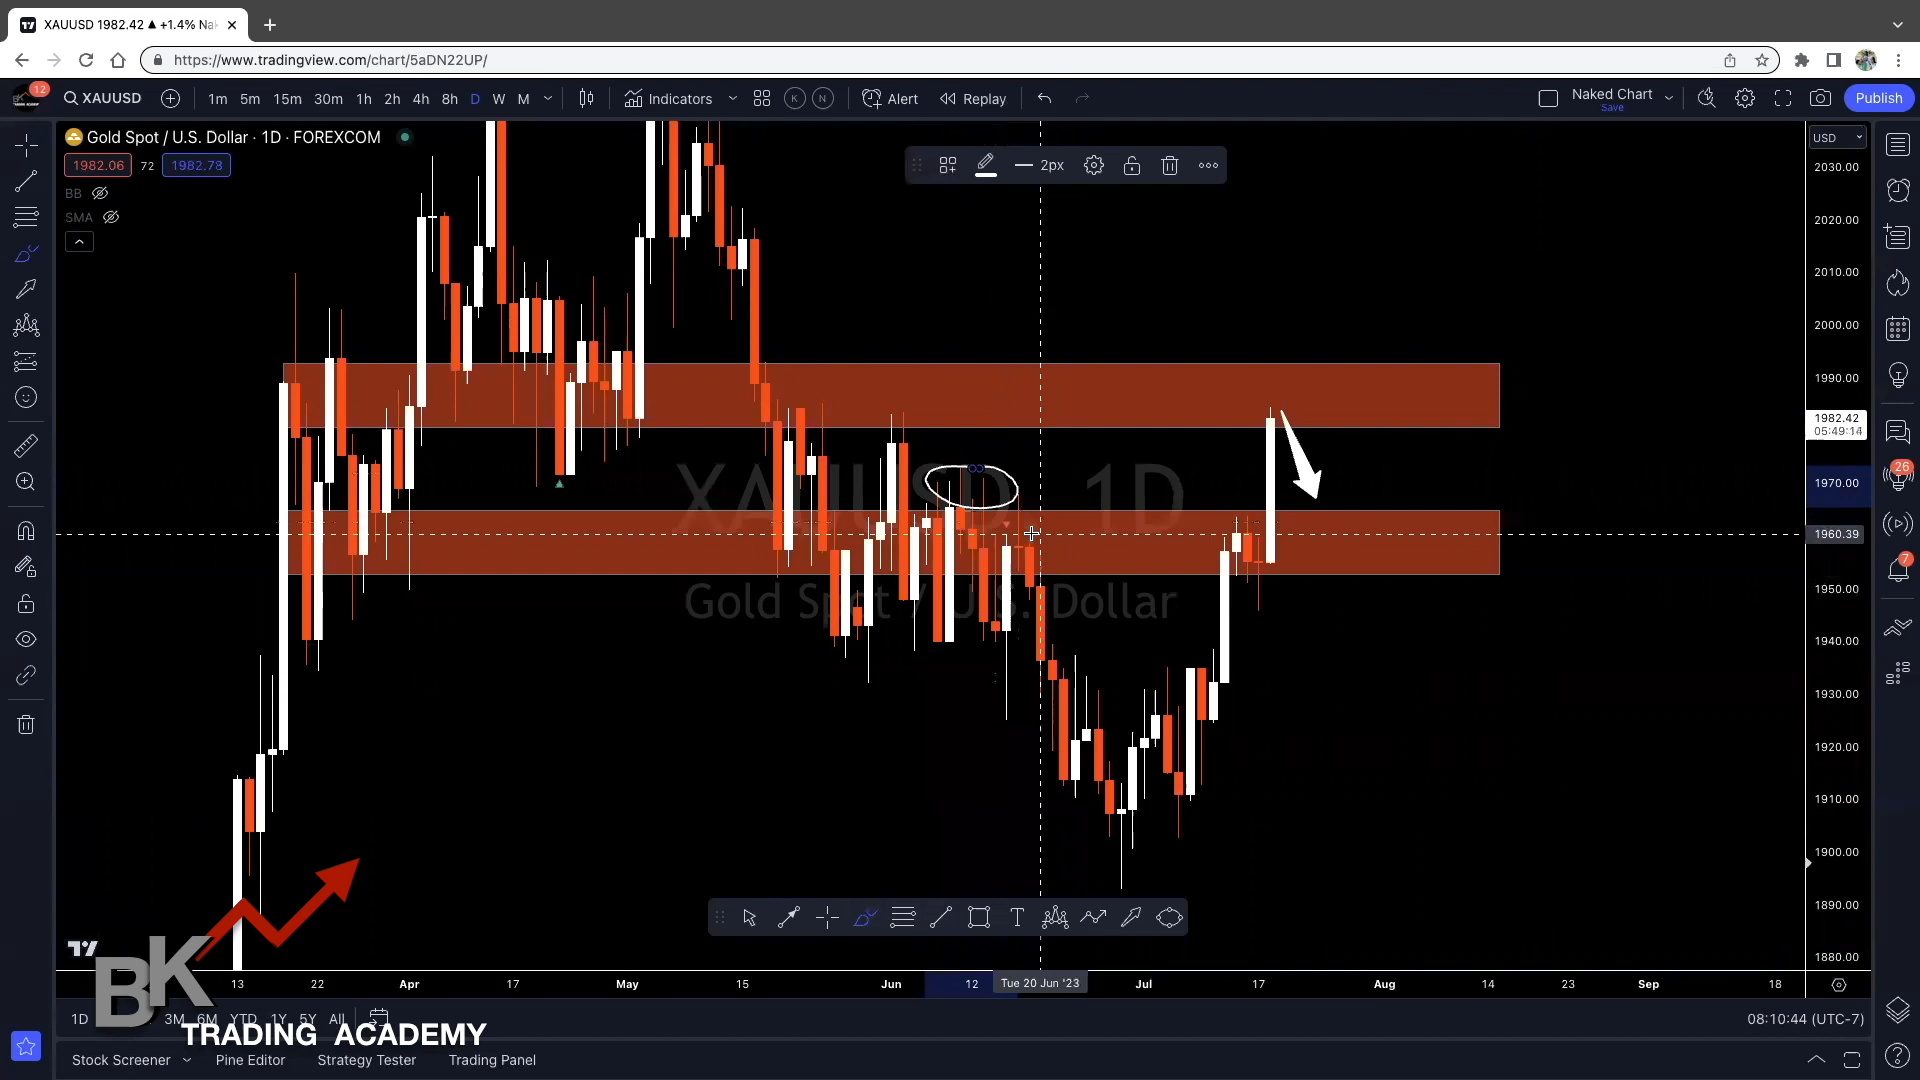 XAUUSD 1982.42 ▲ +1.4% Na
https://www.tradingview.com/chart/5aDN22UP/
12
XAUUSD 1m 5m 15m 30m 1h 2h 4h 8h D W M Indicators K N Alert Replay Naked Chart Save Publish
Gold Spot / U.S. Dollar · 1D · FOREXCOM
USD
1982.06 72 1982.78
2px
BB
SMA
2030.00
2020.00
2010.00
2000.00
1990.00
1982.42
05:49:14
XAUUSD, 1D
26
1970.00
1960.39
7
1950.00
Gold Spot / U.S. Dollar
1940.00
1930.00
1920.00
1910.00
1900.00
1890.00
1880.00
BK
13 22 Apr 17 May 15 Jun 12 Tue 20 Jun '23 Jul 17 Aug 14 23 Sep 18
1D 3M 6M YTD 1Y 5Y All 08:10:44 (UTC-7)
TRADING ACADEMY
Stock Screener Pine Editor Strategy Tester Trading Panel